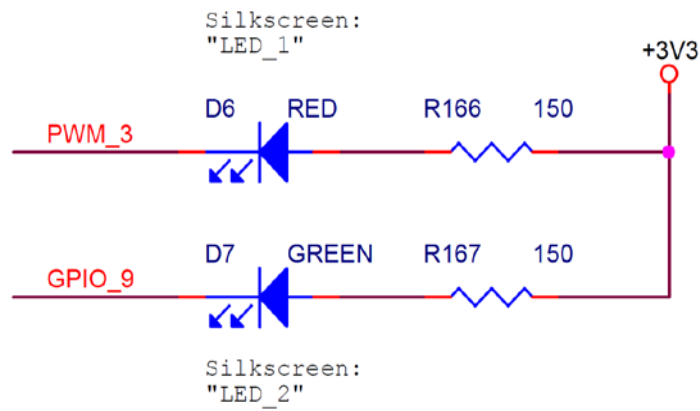 Silkscreen:
"LED_1"
+3V3
D6 RED R166 150
PWM_3
D7 GREEN R167 150
GPIO_9
Silkscreen:
"LED_2"